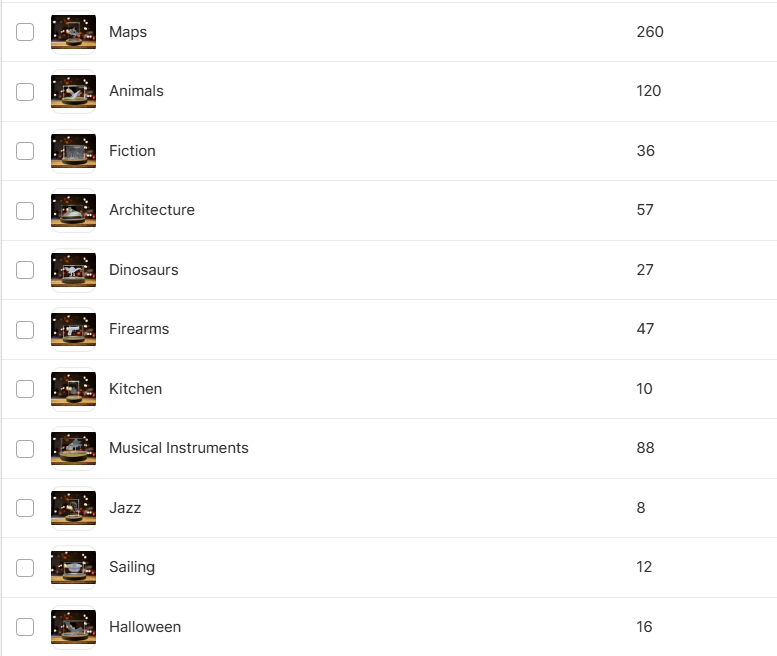 Maps 260
Animals 120
Fiction 36
Architecture 57
Dinosaurs 27
Firearms 47
Kitchen 10
Musical Instruments 88
Jazz 8
Sailing 12
Halloween 16